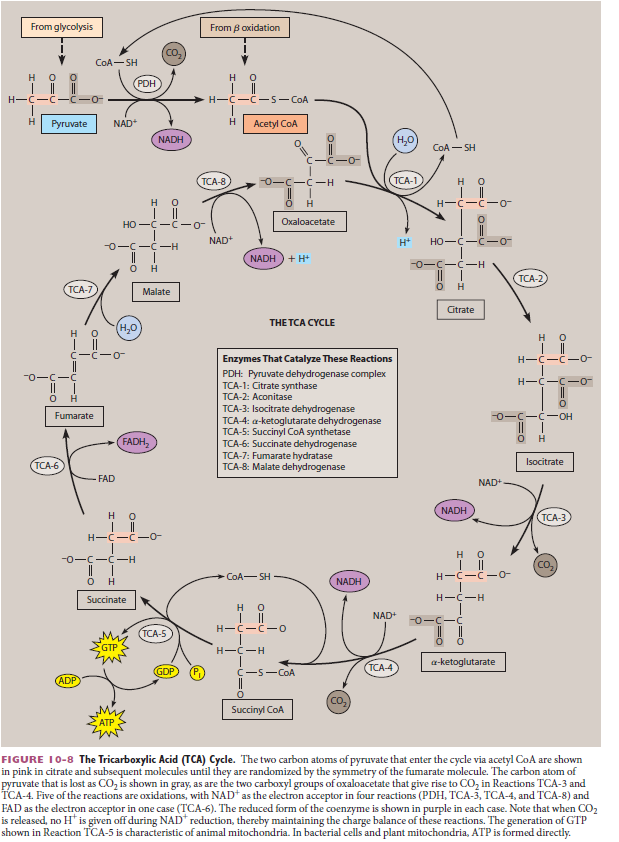 From glycolysis
From β oxidation
CoA—SH
CO2
PDH
H O O
H—C—C—C—O−
H
Pyruvate
NAD+
NADH
H O
H—C—C—S—CoA
H
Acetyl CoA
H2O
CoA—SH
TCA-1
H+
O O
C—C—O−
−O—C—C—H
O H
Oxaloacetate
TCA-8
NAD+
NADH + H+
H O
H—C—C—O−
O
HO—C—C—O−
−O—C—C—H
O H
Citrate
TCA-2
H O
HO—C—C—O−
−O—C—C—H
O H
Malate
TCA-7
H2O
THE TCA CYCLE
Enzymes That Catalyze These Reactions
PDH: Pyruvate dehydrogenase complex
TCA-1: Citrate synthase
TCA-2: Aconitase
TCA-3: Isocitrate dehydrogenase
TCA-4: α-ketoglutarate dehydrogenase
TCA-5: Succinyl CoA synthetase
TCA-6: Succinate dehydrogenase
TCA-7: Fumarate hydratase
TCA-8: Malate dehydrogenase
H O
H—C—C—O−
H—C—C—O−
O
−O—C—C—OH
O H
Isocitrate
NAD+
NADH
TCA-3
CO2
H O
C—C—O−
−O—C—C
O H
Fumarate
FADH2
TCA-6
FAD
H O
H—C—C—O−
−O—C—C—H
O H
Succinate
H O
H—C—C—O−
H—C—H
−O—C—C
O O
α-ketoglutarate
CoA—SH
NADH
NAD+
TCA-4
CO2
H O
H—C—C—O
H—C—H
C—S—CoA
O
Succinyl CoA
TCA-5
GTP
GDP
Pi
ADP
ATP
FIGURE 10-8 The Tricarboxylic Acid (TCA) Cycle. The two carbon atoms of pyruvate that enter the cycle via acetyl CoA are shown
in pink in citrate and subsequent molecules until they are randomized by the symmetry of the fumarate molecule. The carbon atom of
pyruvate that is lost as CO2 is shown in gray, as are the two carboxyl groups of oxaloacetate that give rise to CO2 in Reactions TCA-3 and
TCA-4. Five of the reactions are oxidations, with NAD+ as the electron acceptor in four reactions (PDH, TCA-3, TCA-4, and TCA-8) and
FAD as the electron acceptor in one case (TCA-6). The reduced form of the coenzyme is shown in purple in each case. Note that when CO2
is released, no H+ is given off during NAD+ reduction, thereby maintaining the charge balance of these reactions. The generation of GTP
shown in Reaction TCA-5 is characteristic of animal mitochondria. In bacterial cells and plant mitochondria, ATP is formed directly.